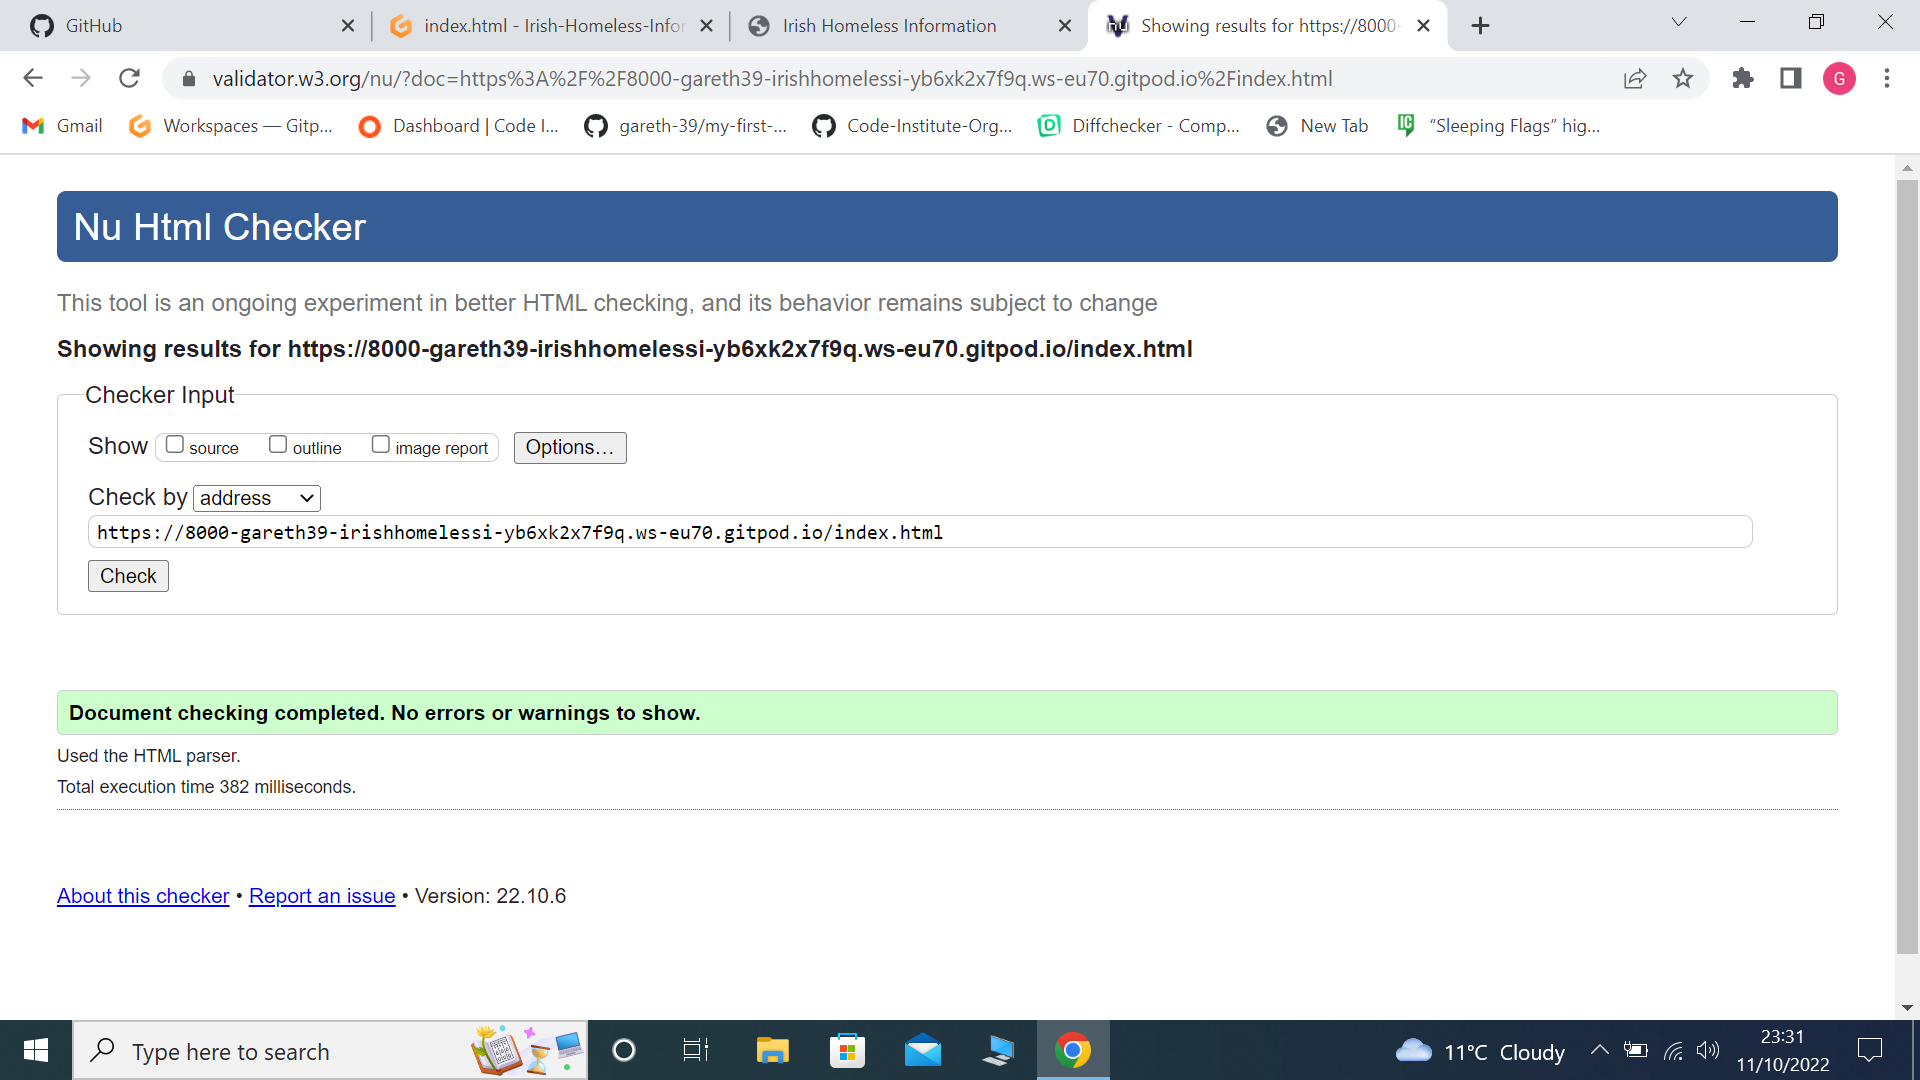 GitHub
index.html - Irish-Homeless-Infor
Irish Homeless Information
Showing results for https://8000-
validator.w3.org/nu/?doc=https%3A%2F%2F8000-gareth39-irishhomelessi-yb6xk2x7f9q.ws-eu70.gitpod.io%2Findex.html
G
Gmail
Workspaces — Gitp...
Dashboard | Code I...
gareth-39/my-first-...
Code-Institute-Org...
Diffchecker - Comp...
New Tab
“Sleeping Flags” hig...
Nu Html Checker
This tool is an ongoing experiment in better HTML checking, and its behavior remains subject to change
Showing results for https://8000-gareth39-irishhomelessi-yb6xk2x7f9q.ws-eu70.gitpod.io/index.html
Checker Input
Show source outline image report Options…
Check by address
https://8000-gareth39-irishhomelessi-yb6xk2x7f9q.ws-eu70.gitpod.io/index.html
Check
Document checking completed. No errors or warnings to show.
Used the HTML parser.
Total execution time 382 milliseconds.
About this checker • Report an issue • Version: 22.10.6
Type here to search
11°C Cloudy
23:31
11/10/2022